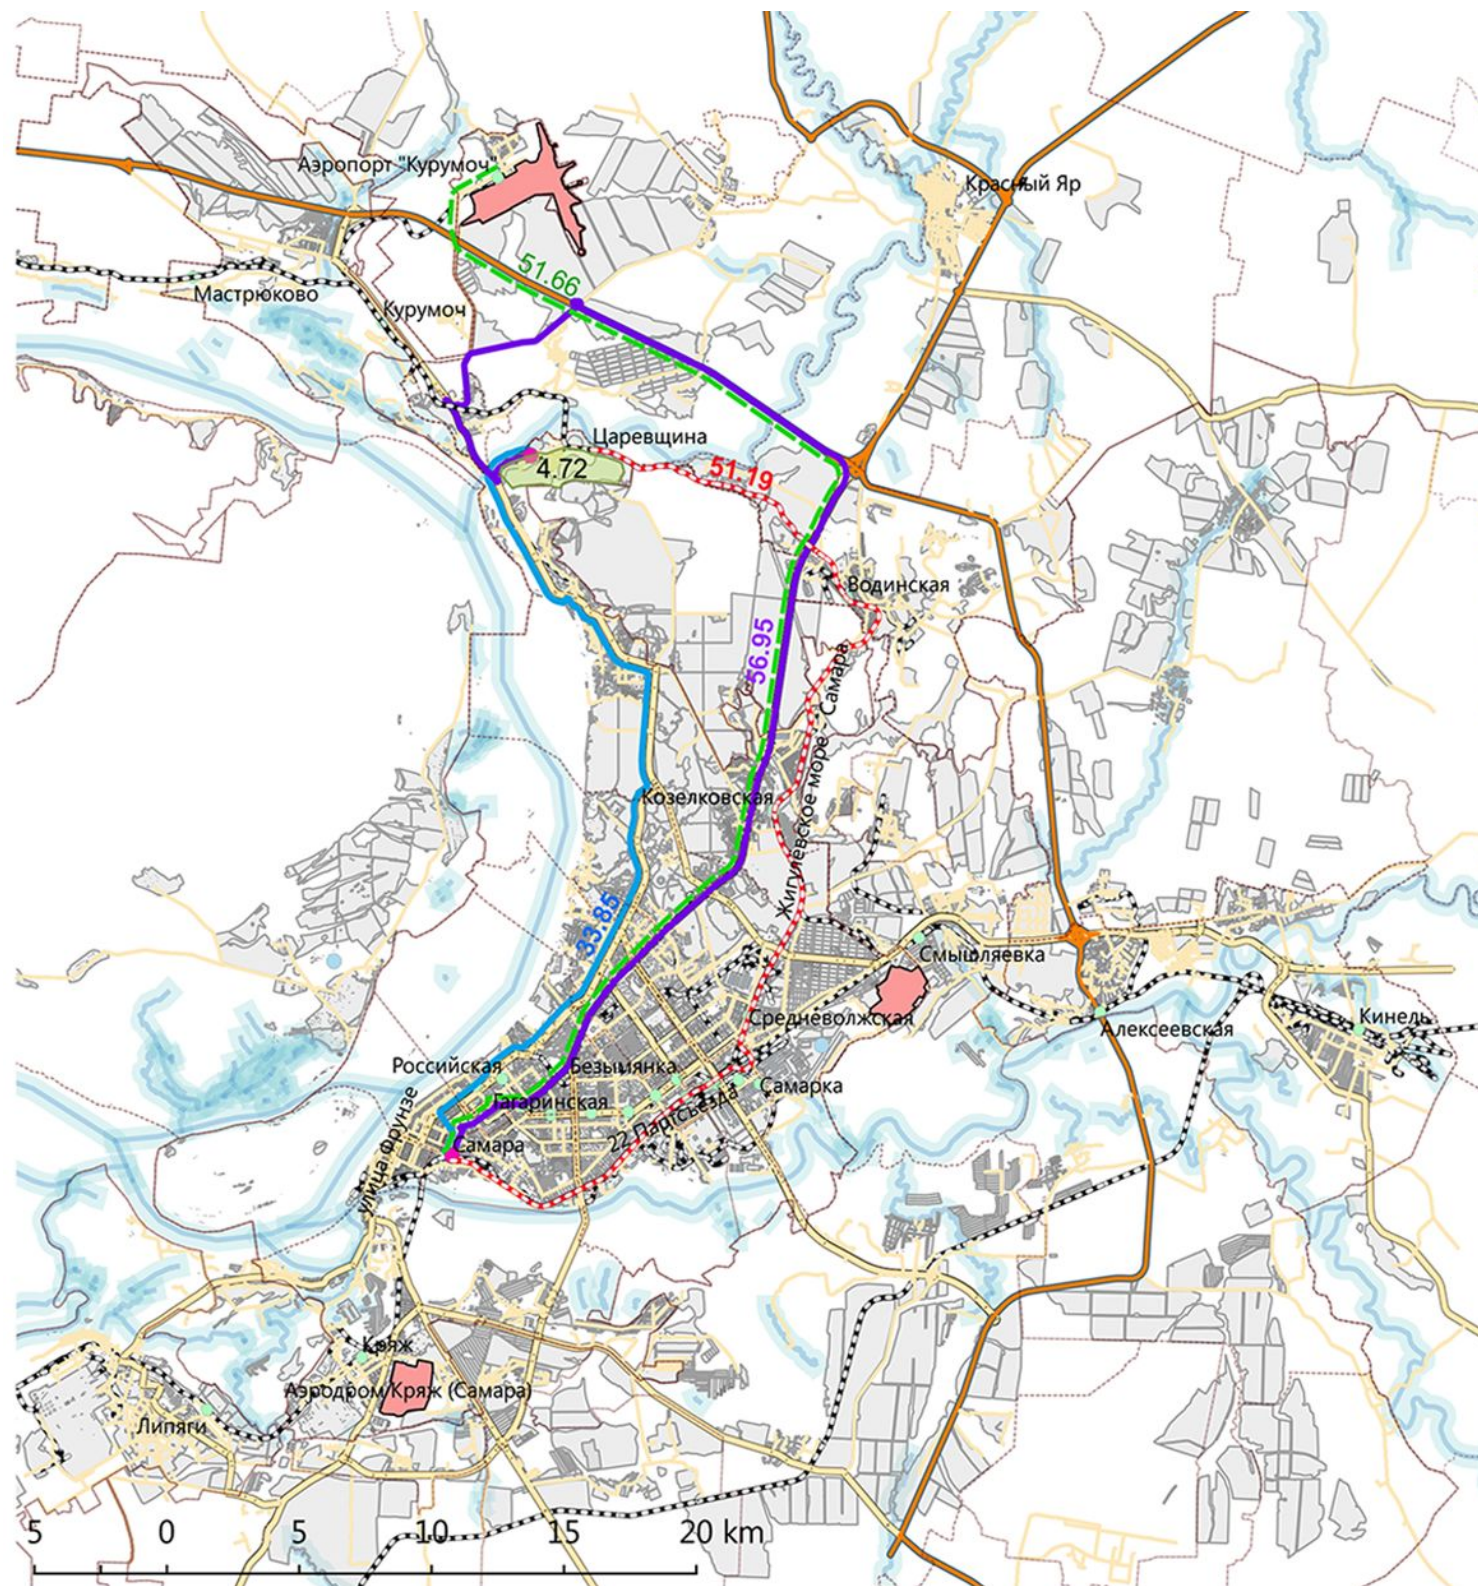 Аэропорт "Курумоч"
Красный Яр
51.66
Мастрюково
Курумоч
Царевщина
4.72
51.19
Водинская
56.95
Жигулевское море - Самара
Козелковская
33.85
Смышляевка
Средневолжская
Кинель
Алексеевская
Российская
Безымянка
Самарка
Гагаринская
22 Партсъезда
улица Фрунзе
Самара
Кряж
Аэродром Кряж (Самара)
Липяги
5 0 5 10 15 20 km